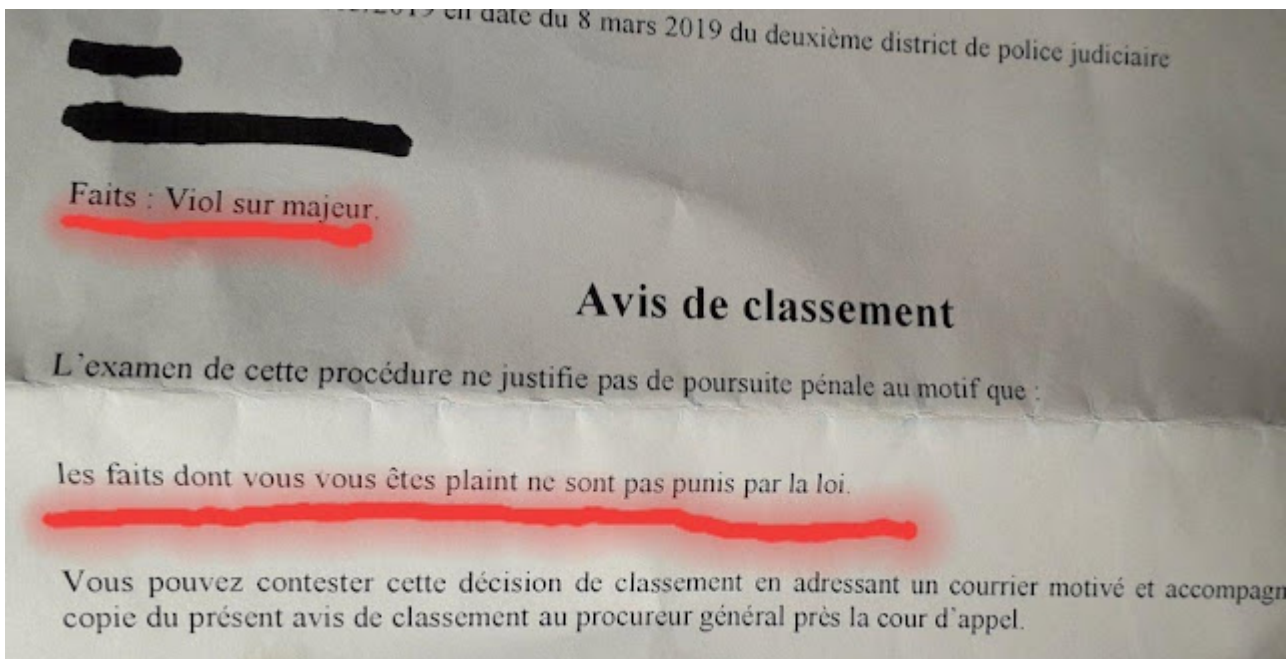 en date du 8 mars 2019 du deuxième district de police judiciaire
Faits : Viol sur majeur.
Avis de classement
L'examen de cette procédure ne justifie pas de poursuite pénale au motif que :
les faits dont vous vous êtes plaint ne sont pas punis par la loi.
Vous pouvez contester cette décision de classement en adressant un courrier motivé et accompagn
copie du présent avis de classement au procureur général près la cour d'appel.